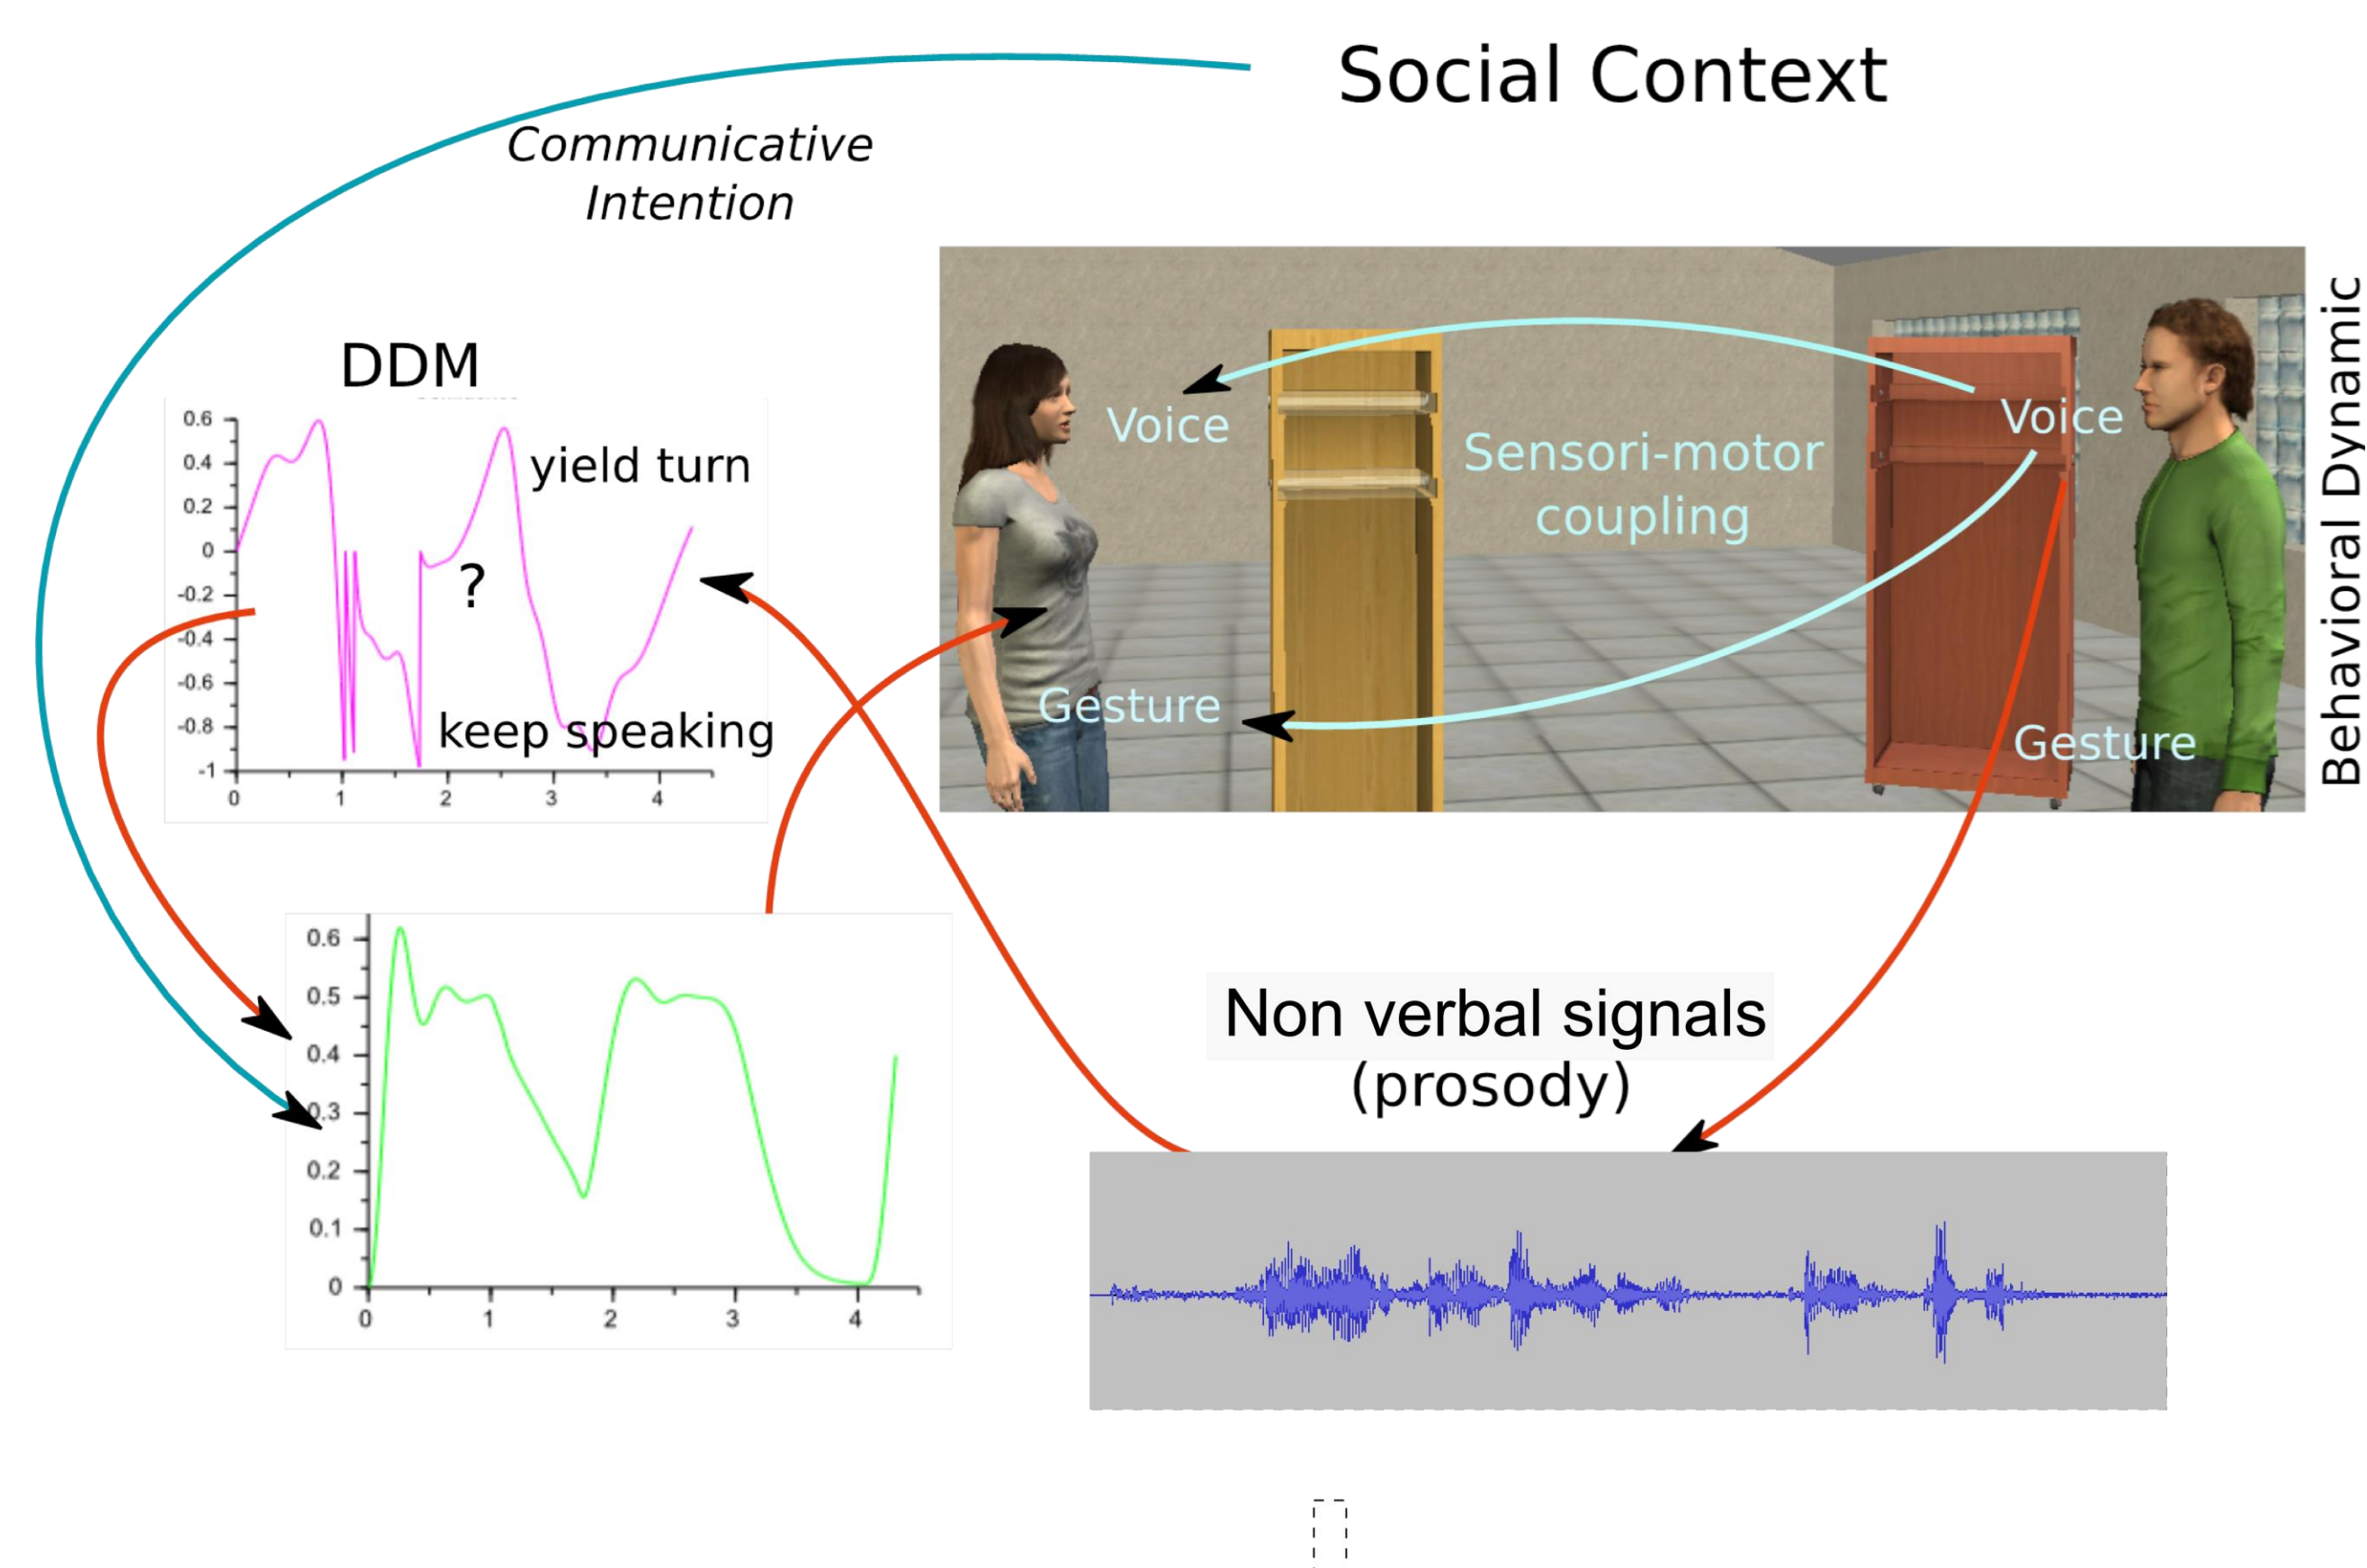 Social Context
Communicative
Intention
Behavioral Dynamic
DDM
0.6
0.4
0.2
0
-0.2
-0.4
-0.6
-0.8
-1
0 1 2 3 4
yield turn
?
keep speaking
Voice
Voice
Sensori-motor
coupling
Gesture
Gesture
0.6
0.5
0.4
0.3
0.2
0.1
0
0 1 2 3 4
Non verbal signals
(prosody)